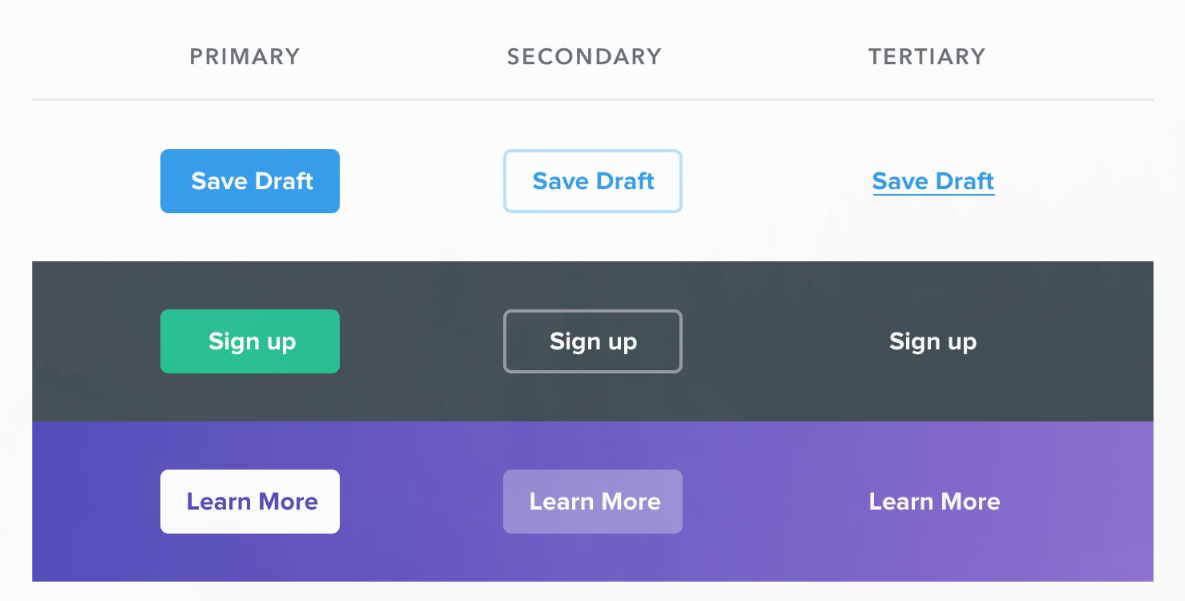 PRIMARY SECONDARY TERTIARY
Save Draft Save Draft Save Draft
Sign up Sign up Sign up
Learn More Learn More Learn More